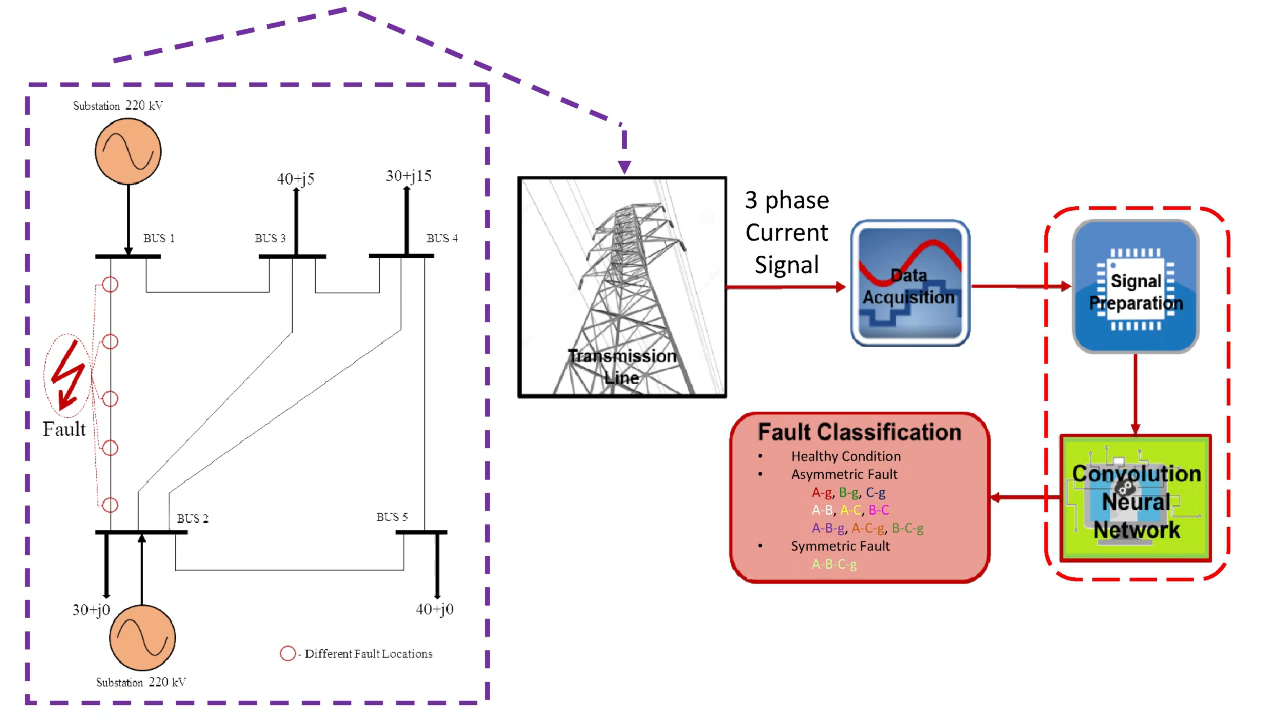 Substation 220 kV
40+j5
30+j15
BUS 1
BUS 3
BUS 4
Fault
BUS 2
BUS 5
30+j0
40+j0
- Different Fault Locations
Substation 220 kV
Transmission
Line
3 phase
Current
Signal
Data
Acquisition
Signal
Preparation
Convolution
Neural
Network
Fault Classification
• Healthy Condition
• Asymmetric Fault
A-g, B-g, C-g
A-B, A-C, B-C
A-B-g, A-C-g, B-C-g
• Symmetric Fault
A-B-C-g